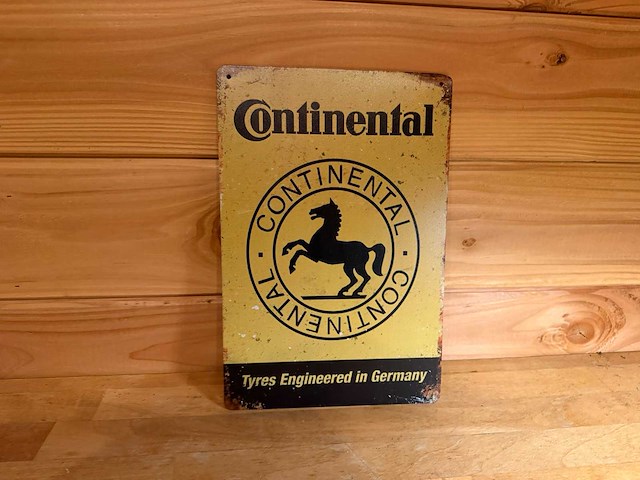 Continental
CONTINENTAL
CONTINENTAL
Tyres Engineered in Germany